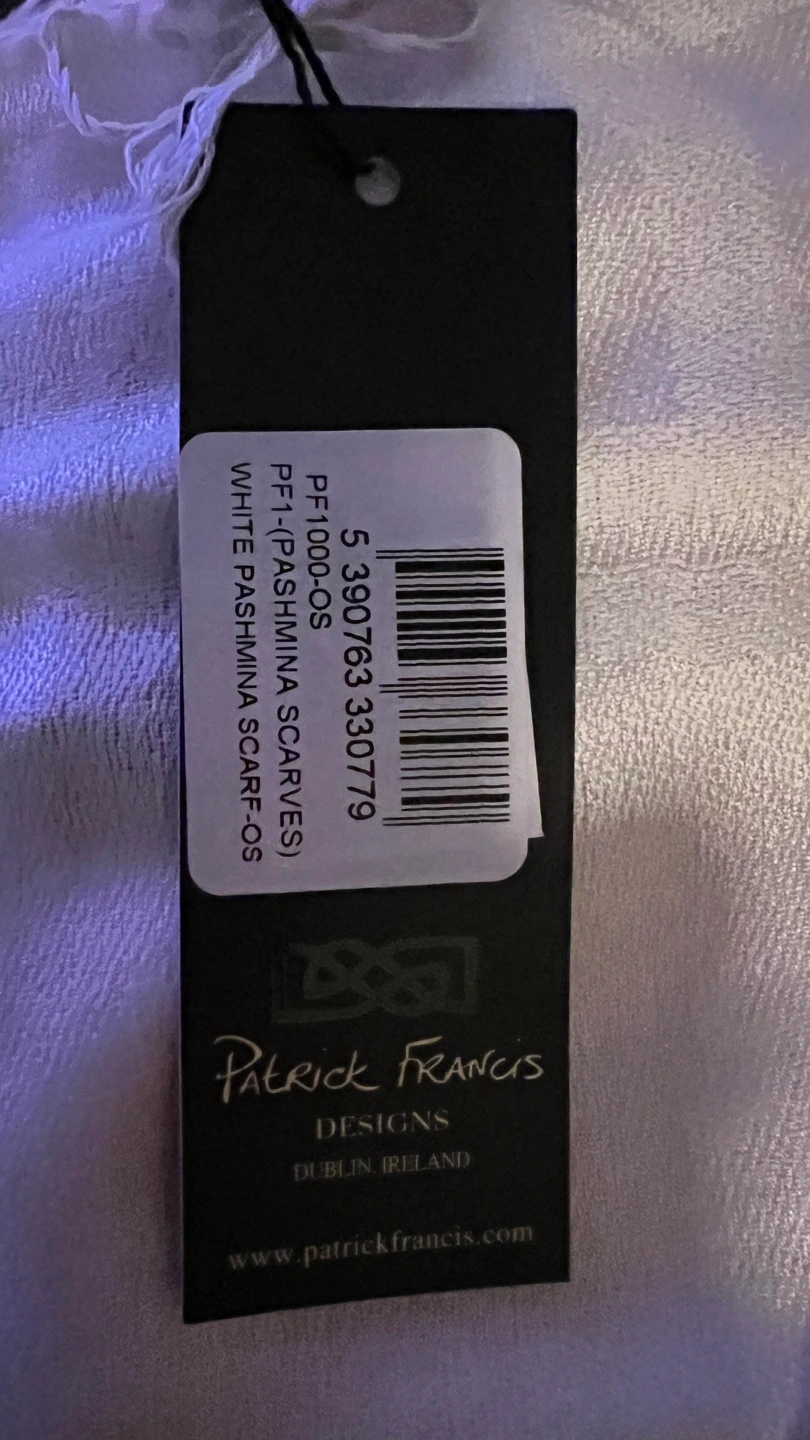 5 390763 330779
PF1000-OS
PF1-(PASHMINA SCARVES)
WHITE PASHMINA SCARF-OS
PATRICK FRANCIS
DESIGNS
DUBLIN. IRELAND
www.patrickfrancis.com